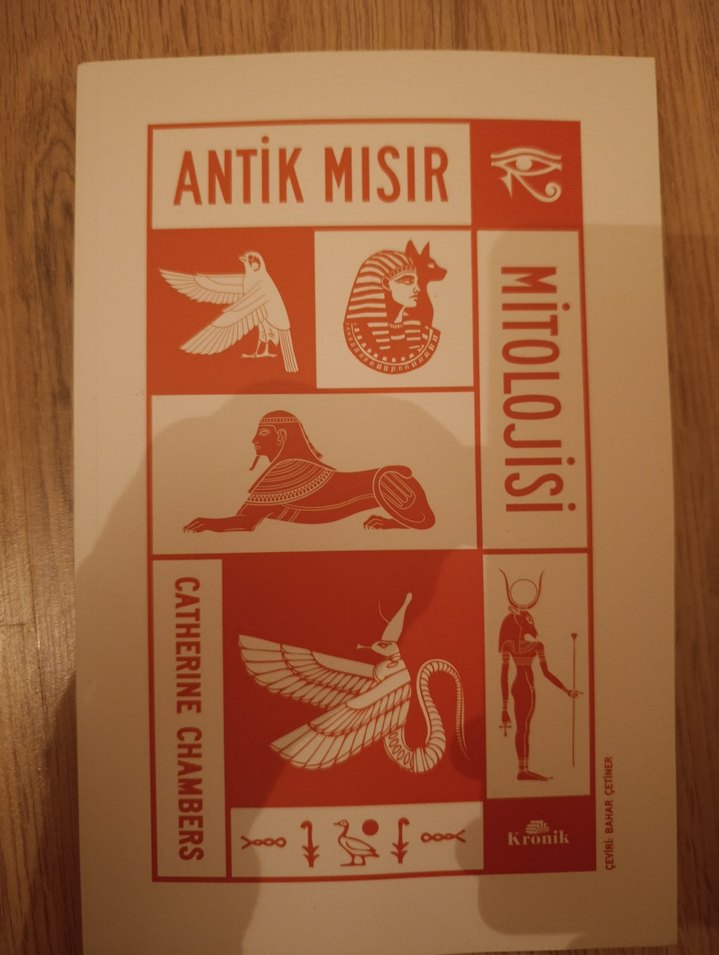 ANTİK MISIR
MİTOLOJİSİ
CATHERINE CHAMBERS
Kronik
ÇEVİRİ: BAHAR ÇETİNER